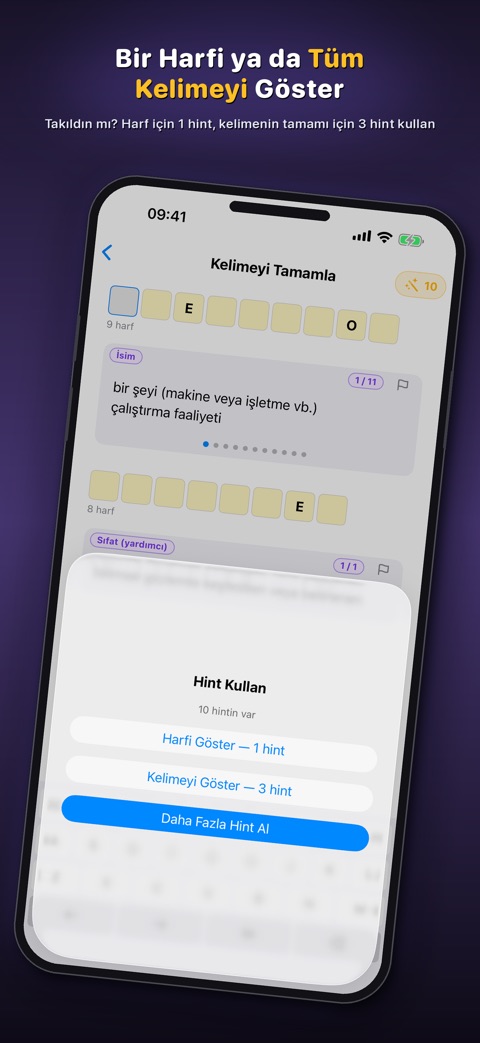 Bir Harfi ya da Tüm
Kelimeyi Göster
Takıldın mı? Harf için 1 hint, kelimenin tamamı için 3 hint kullan
09:41
Kelimeyi Tamamla
10
E
O
9 harf
İsim
1 / 11
bir şeyi (makine veya işletme vb.)
çalıştırma faaliyeti
E
8 harf
Sıfat (yardımcı)
1 / 1
Hint Kullan
10 hintin var
Harfi Göster — 1 hint
Kelimeyi Göster — 3 hint
Daha Fazla Hint Al